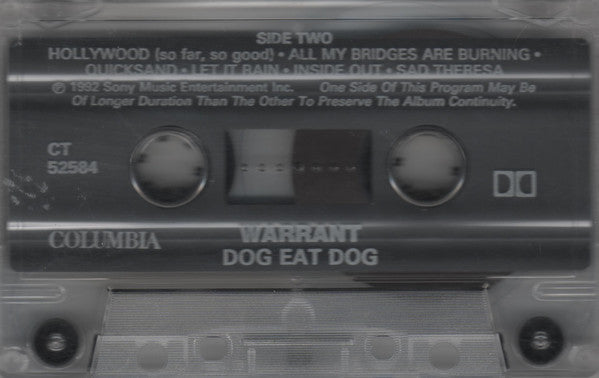 SIDE TWO
HOLLYWOOD (so far, so good) • ALL MY BRIDGES ARE BURNING •
QUICKSAND • LET IT RAIN • INSIDE OUT • SAD THERESA
℗ 1992 Sony Music Entertainment Inc. One Side Of This Program May Be
Of Longer Duration Than The Other To Preserve The Album Continuity.
CT
52584
COLUMBIA
WARRANT
DOG EAT DOG